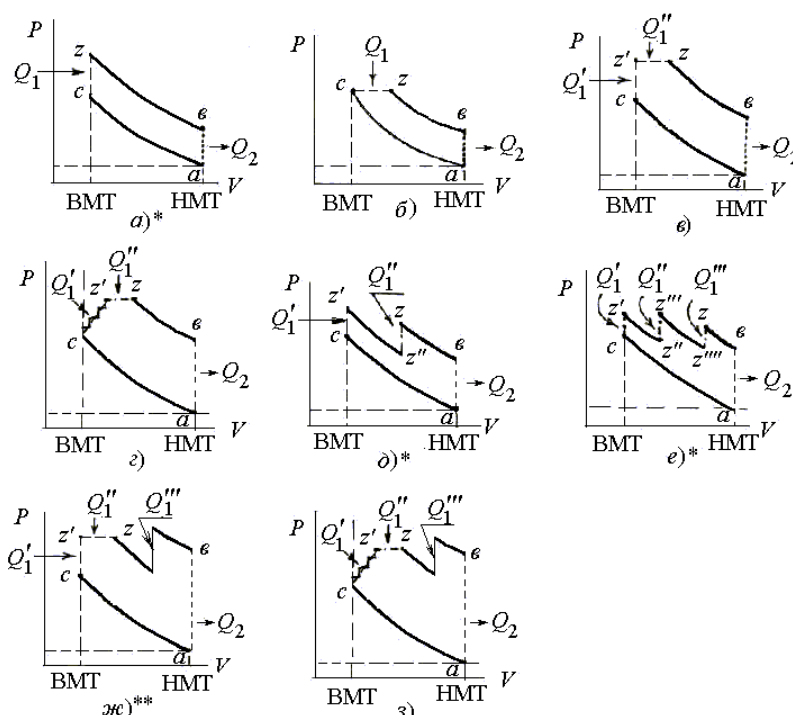 P
z
Q₁
c
в
Q₂
a
V
ВМТ НМТ
а)*
P
Q₁
c
z
в
Q₂
a
V
ВМТ НМТ
б)
P
Q₁''
z'
Q₁'
c
в
Q₂
a
V
ВМТ НМТ
в)
P
Q₁''
Q₁' z' z
c
в
Q₂
a
V
ВМТ НМТ
г)
P
Q₁''
z' z
Q₁'
c
z''
в
Q₂
a
V
ВМТ НМТ
д)*
P
Q₁' Q₁'' Q₁'''
z' z''' z
c
z'' z''''
в
Q₂
a
V
ВМТ НМТ
е)*
P
Q₁'' Q₁'''
z' z
Q₁'
c
в
Q₂
a
V
ВМТ НМТ
ж)**
P
Q₁'' Q₁'''
Q₁' z' z
c
в
Q₂
a
V
ВМТ НМТ
з)